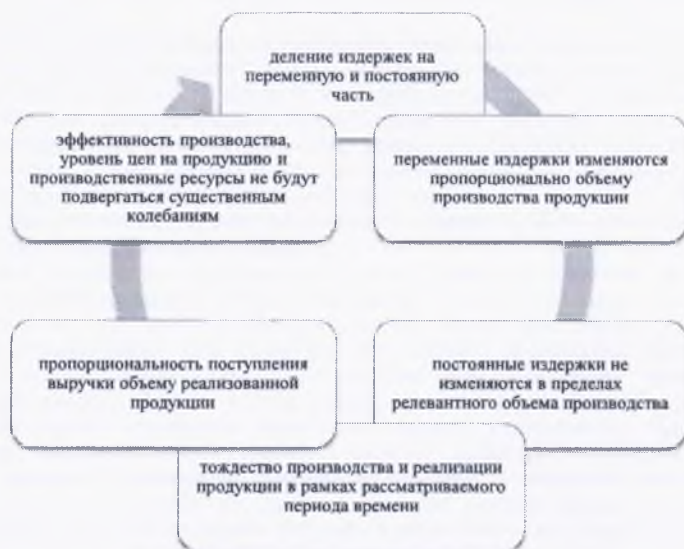 деление издержек на
переменную и постоянную
часть
переменные издержки изменяются
пропорционально объему
производства продукции
постоянные издержки не
изменяются в пределах
релевантного объема производства
тождество производства и реализации
продукции в рамках рассматриваемого
периода времени
пропорциональность поступления
выручки объему реализованной
продукции
эффективность производства,
уровень цен на продукцию и
производственные ресурсы не будут
подвергаться существенным
колебаниям